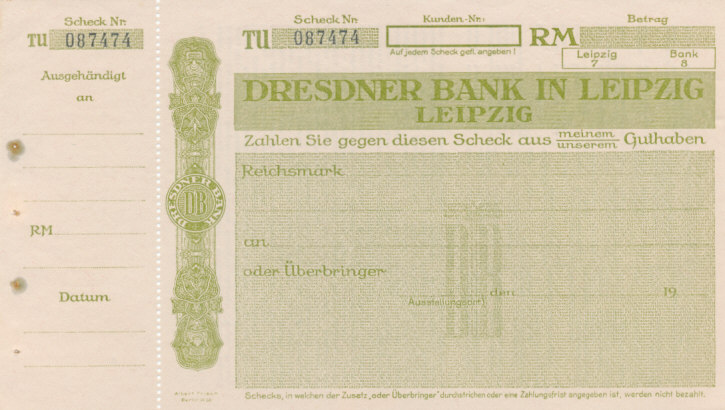 Scheck Nr.
TU 087474
Ausgehändigt
an
RM
Datum
DRESDNER BANK
DB
Scheck Nr.
TU 087474
Kunden-Nr.:
Auf jedem Scheck gefl. angeben!
Betrag
RM
Leipzig Bank
7 8
DRESDNER BANK IN LEIPZIG
LEIPZIG
Zahlen Sie gegen diesen Scheck aus meinem
unserem Guthaben
Reichsmark
an
oder Überbringer
den 19
(Ausstellungsort)
Schecks, in welchen der Zusatz „oder Überbringer" durchstrichen oder eine Zahlungsfrist angegeben ist, werden nicht bezahlt.